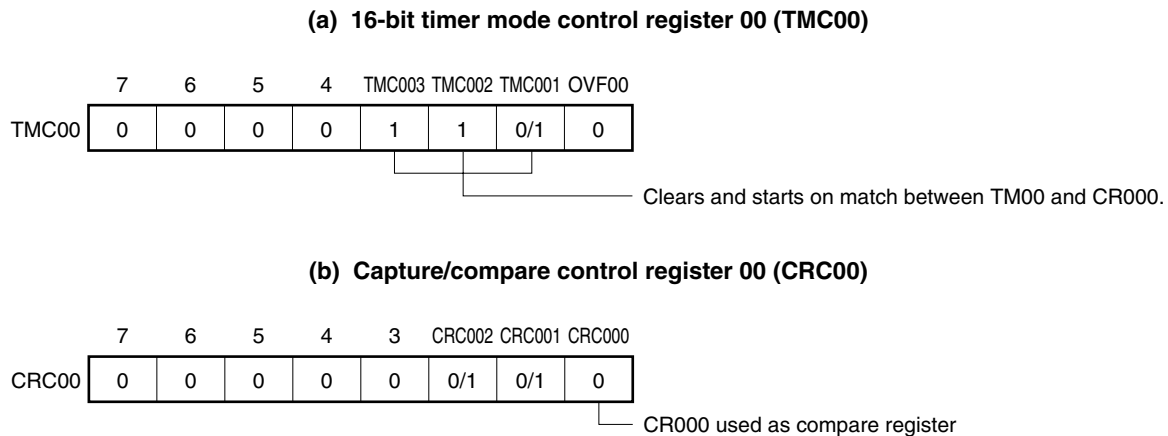 (a) 16-bit timer mode control register 00 (TMC00)
7 6 5 4 TMC003 TMC002 TMC001 OVF00
TMC00 0 0 0 0 1 1 0/1 0
Clears and starts on match between TM00 and CR000.
(b) Capture/compare control register 00 (CRC00)
7 6 5 4 3 CRC002 CRC001 CRC000
CRC00 0 0 0 0 0 0/1 0/1 0
CR000 used as compare register